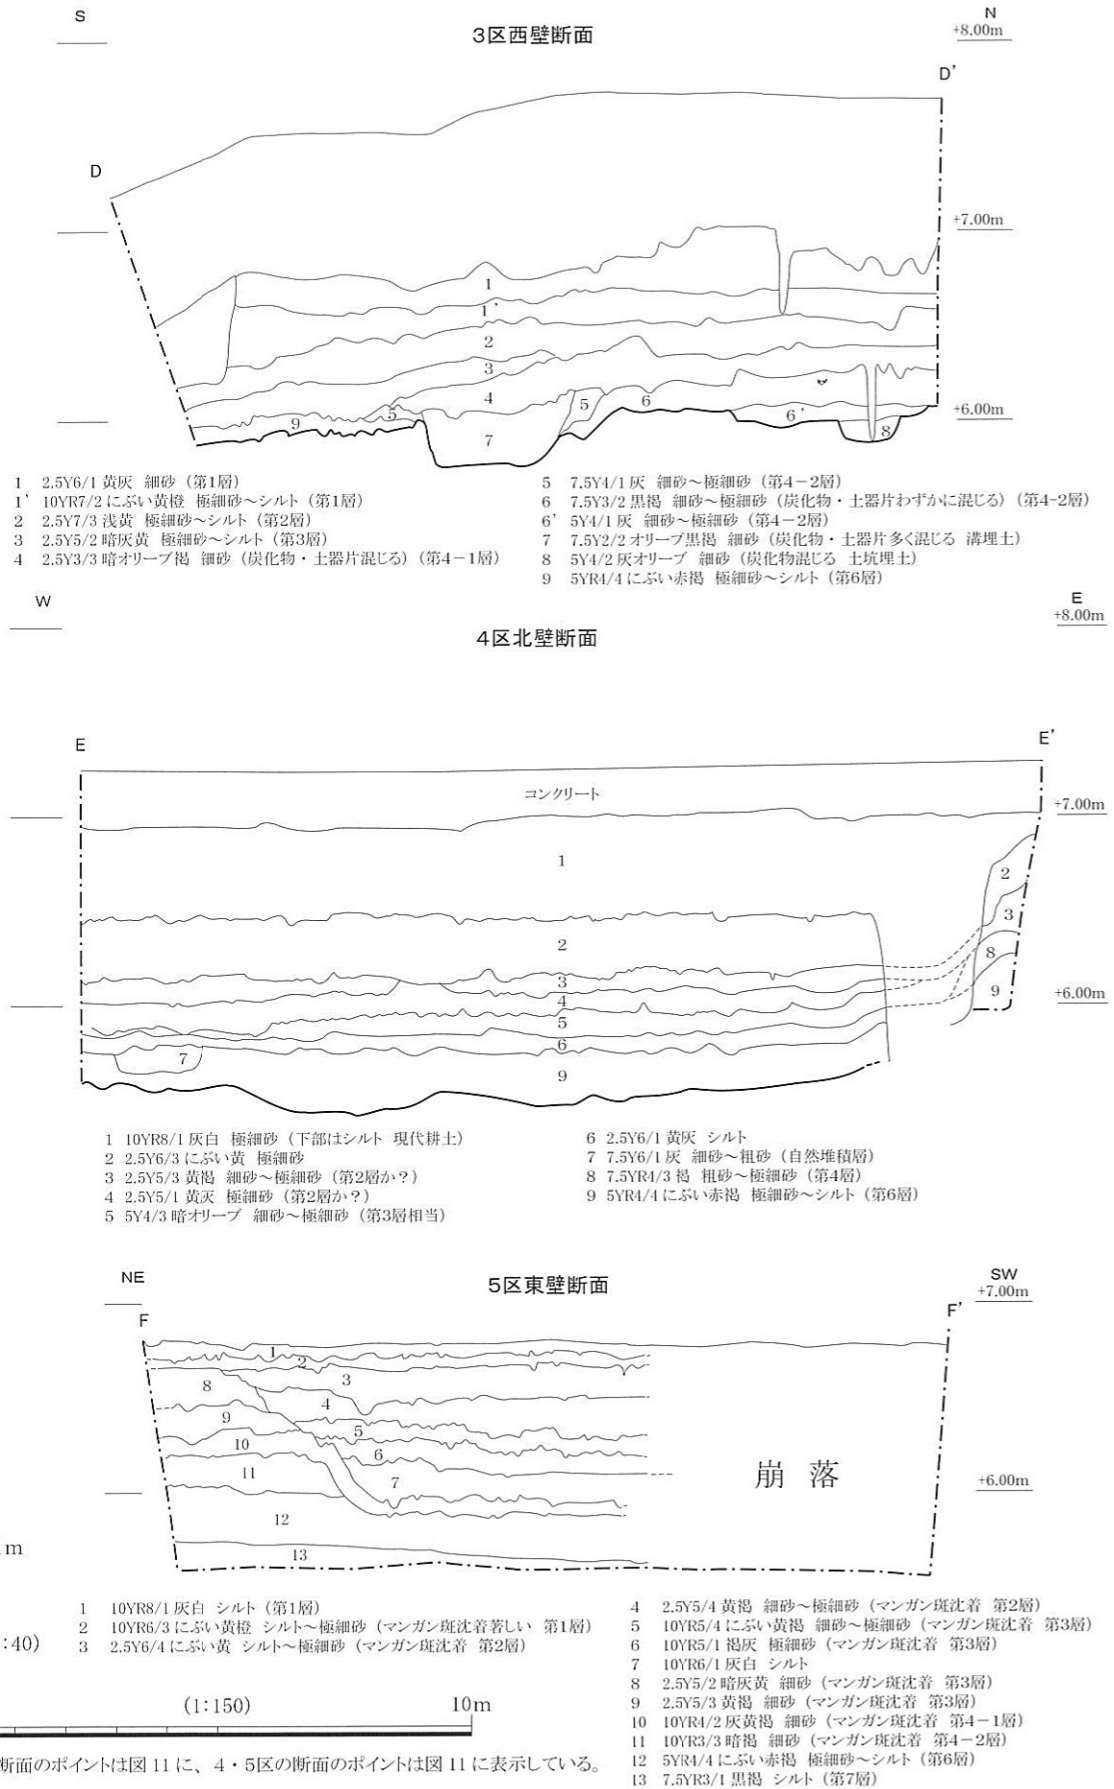 S
N
3区西壁断面
+8.00m
D'
D
+7.00m
1
1'
2
3
4
5
5
6
9
7
6'
8
+6.00m
1 2.5Y6/1 黄灰 細砂 (第1層)
1' 10YR7/2 にぶい黄橙 極細砂～シルト (第1層)
2 2.5Y7/3 浅黄 極細砂～シルト (第2層)
3 2.5Y5/2 暗灰黄 極細砂～シルト (第3層)
4 2.5Y3/3 暗オリーブ褐 細砂 (炭化物・土器片混じる) (第4－1層)
5 7.5Y4/1 灰 細砂～極細砂 (第4－2層)
6 7.5Y3/2 黒褐 細砂～極細砂 (炭化物・土器片わずかに混じる) (第4-2層)
6' 5Y4/1 灰 細砂～極細砂 (第4－2層)
7 7.5Y2/2 オリーブ黒褐 細砂 (炭化物・土器片多く混じる 溝埋土)
8 5Y4/2 灰オリーブ 細砂 (炭化物混じる 土坑埋土)
9 5YR4/4 にぶい赤褐 極細砂～シルト (第6層)
W
E
+8.00m
4区北壁断面
E
E'
コンクリート
+7.00m
1
2
2
3
3
8
4
9
+6.00m
5
6
7
9
1 10YR8/1 灰白 極細砂 (下部はシルト 現代耕土)
2 2.5Y6/3 にぶい黄 極細砂
3 2.5Y5/3 黄褐 細砂～極細砂 (第2層か？)
4 2.5Y5/1 黄灰 極細砂 (第2層か？)
5 5Y4/3 暗オリーブ 細砂～極細砂 (第3層相当)
6 2.5Y6/1 黄灰 シルト
7 7.5Y6/1 灰 細砂～粗砂 (自然堆積層)
8 7.5YR4/3 褐 粗砂～極細砂 (第4層)
9 5YR4/4 にぶい赤褐 極細砂～シルト (第6層)
NE
SW
5区東壁断面
+7.00m
F
F'
1
2
3
8
4
9
5
10
6
11
7
崩落
+6.00m
12
13
m
1 10YR8/1 灰白 シルト (第1層)
2 10YR6/3 にぶい黄橙 シルト～極細砂 (マンガン斑沈着著しい 第1層)
3 2.5Y6/4 にぶい黄 シルト～極細砂 (マンガン斑沈着 第2層)
:40)
4 2.5Y5/4 黄褐 細砂～極細砂 (マンガン斑沈着 第2層)
5 10YR5/4 にぶい黄褐 細砂～極細砂 (マンガン斑沈着 第3層)
6 10YR5/1 褐灰 極細砂 (マンガン斑沈着 第3層)
7 10YR6/1 灰白 シルト
8 2.5Y5/2 暗灰黄 細砂 (マンガン斑沈着 第3層)
9 2.5Y5/3 黄褐 細砂 (マンガン斑沈着 第3層)
10 10YR4/2 灰黄褐 細砂 (マンガン斑沈着 第4－1層)
11 10YR3/3 暗褐 細砂 (マンガン斑沈着 第4－2層)
12 5YR4/4 にぶい赤褐 極細砂～シルト (第6層)
13 7.5YR3/1 黒褐 シルト (第7層)
(1:150)
10m
断面のポイントは図11に、4・5区の断面のポイントは図11に表示している。